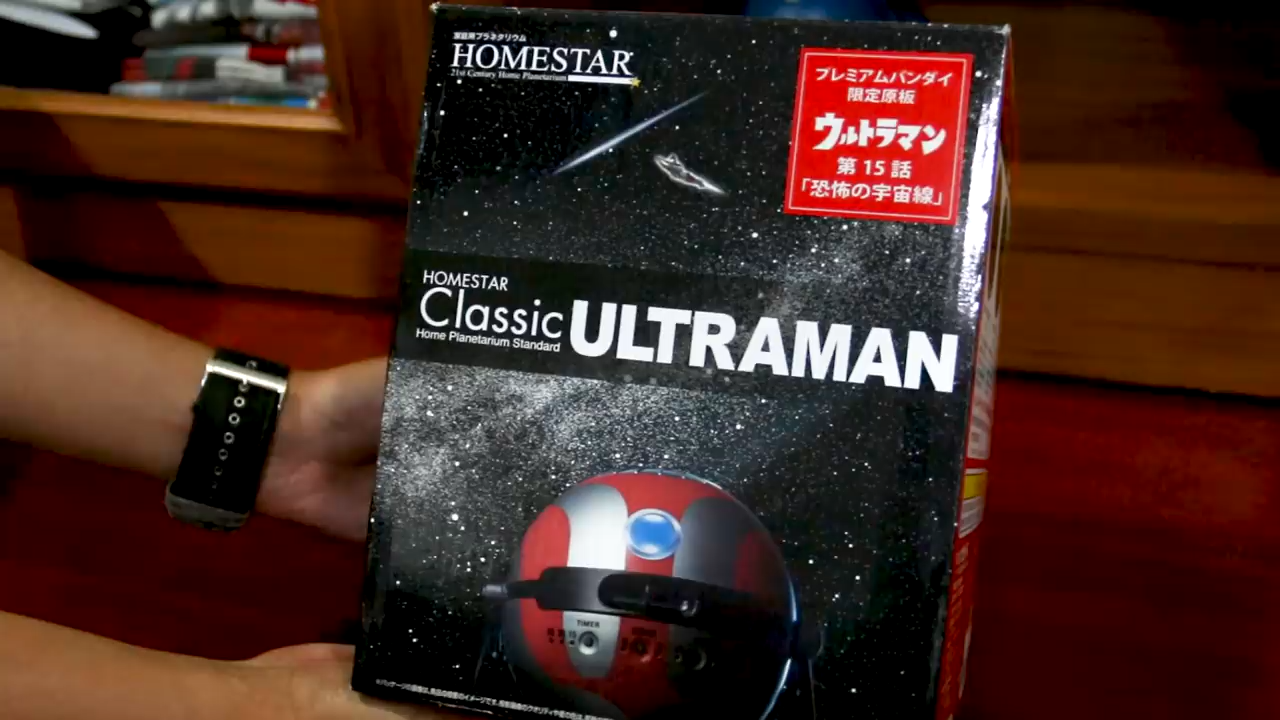 家庭用プラネタリウム
HOMESTAR
21st Century Home Planetarium
プレミアムバンダイ
限定原板
ウルトラマン
第15話
「恐怖の宇宙線」
HOMESTAR
Classic ULTRAMAN
Home Planetarium Standard
TIMER